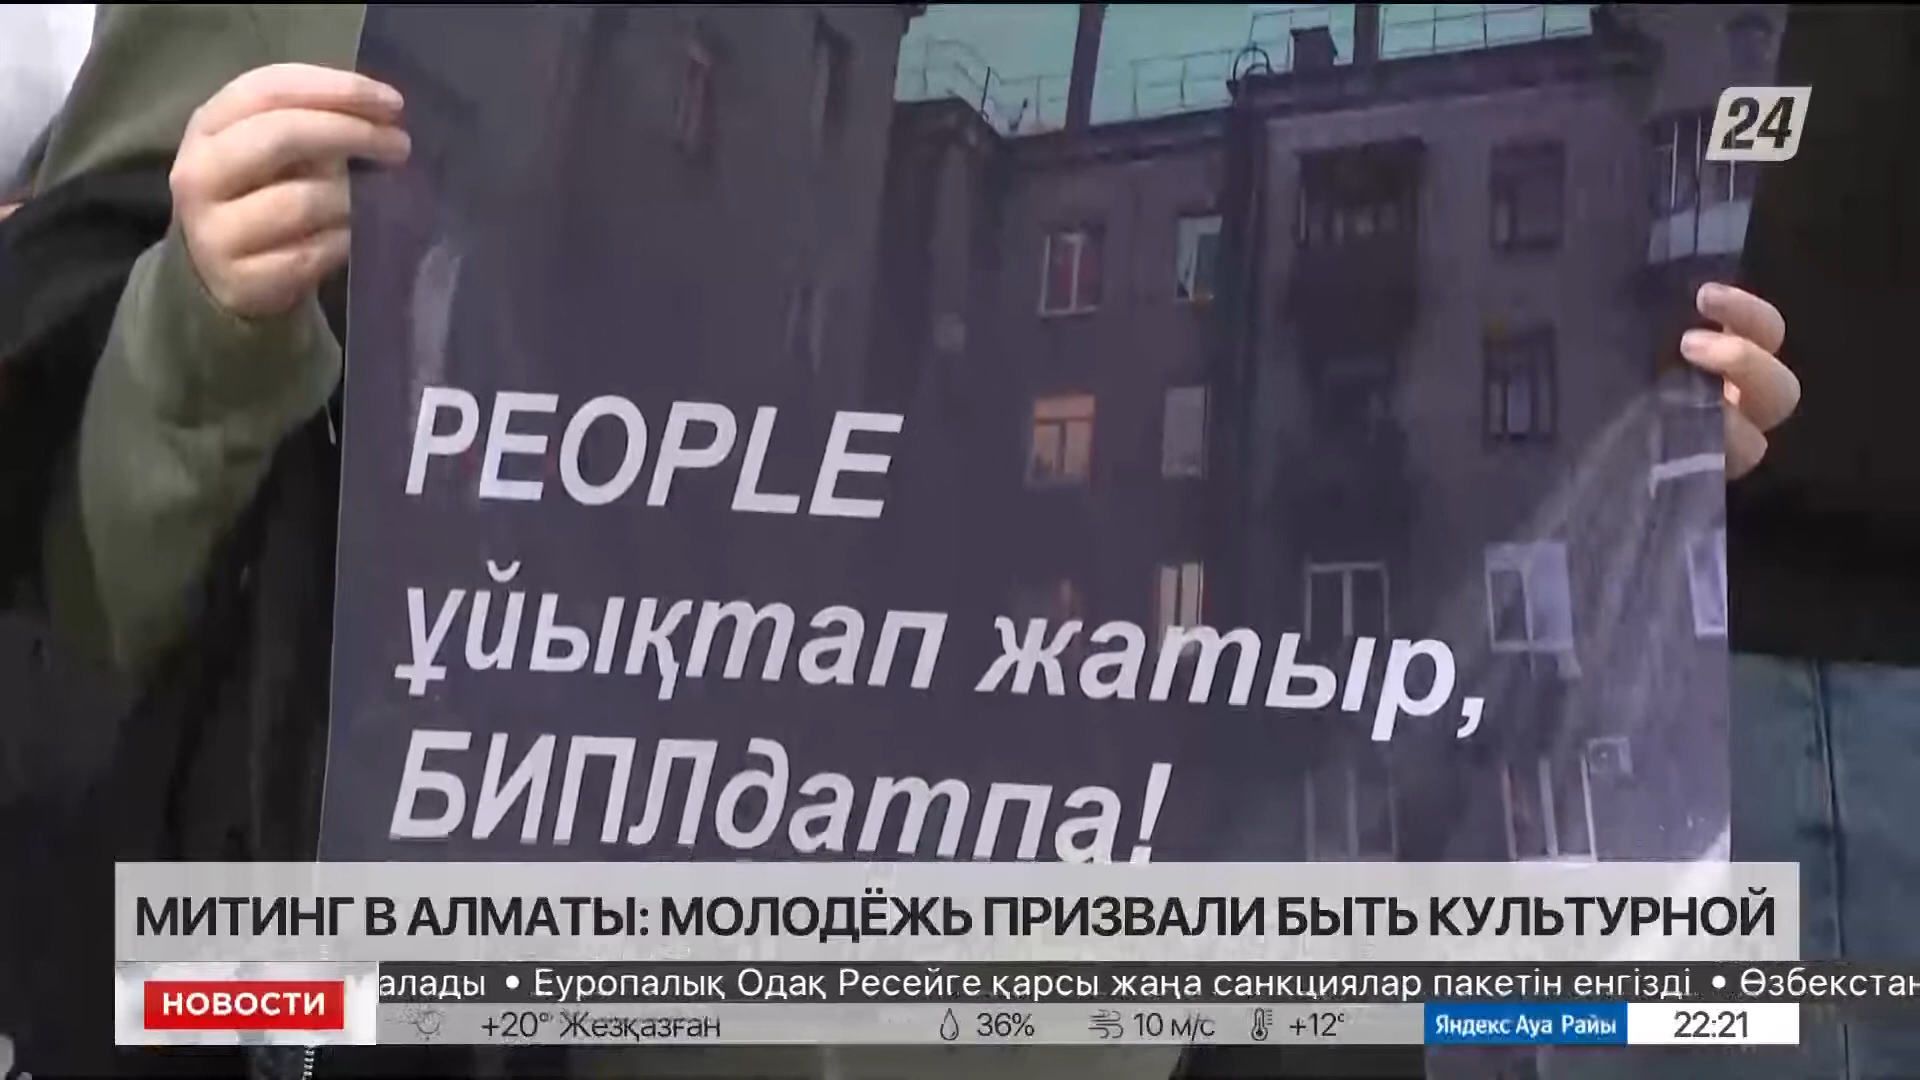 24
PEOPLE
ұйықтап жатыр,
БИПЛдатпа!
МИТИНГ В АЛМАТЫ: МОЛОДЁЖЬ ПРИЗВАЛИ БЫТЬ КУЛЬТУРНОЙ
НОВОСТИ
алады • Еуропалық Одақ Ресейге қарсы жаңа санкциялар пакетін енгізді • Өзбекстан
+20° Жезқазған 36% 10 м/с +12° Яндекс Ауа Райы 22:21